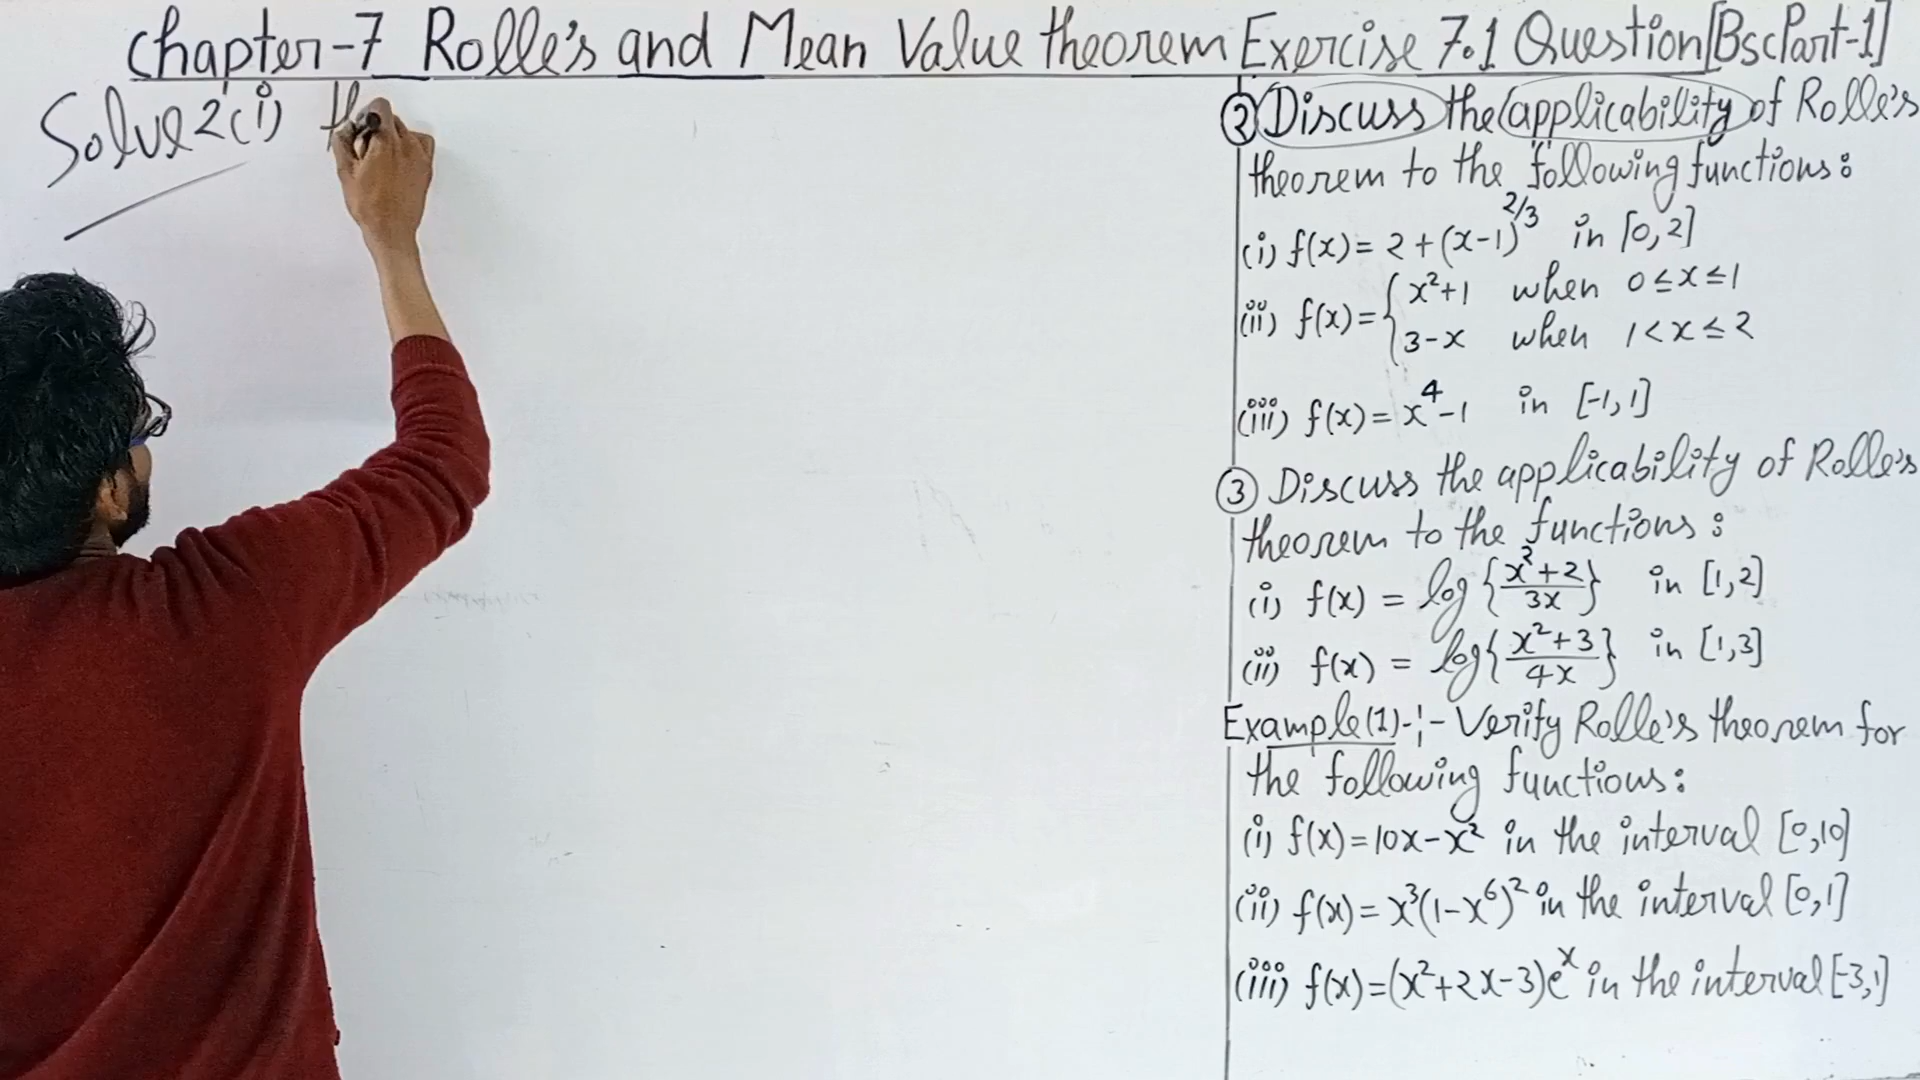 Chapter-7 Rolle's and Mean Value theorem Exercise 7.1 Question[BscPart-1]
Solve 2(i)
② Discuss the applicability of Rolle's
theorem to the following functions:
(i) f(x) = 2 + (x-1)^2/3 in [0,2]
(ii) f(x) = { x²+1 when 0 ≤ x ≤ 1
3-x when 1 < x ≤ 2
(iii) f(x) = x⁴-1 in [-1,1]
③ Discuss the applicability of Rolle's
theorem to the functions:
(i) f(x) = log { x²+2 / 3x } in [1,2]
(ii) f(x) = log { x²+3 / 4x } in [1,3]
Example(1)-:- Verify Rolle's theorem for
the following functions:
(i) f(x) = 10x-x² in the interval [0,10]
(ii) f(x) = x³(1-x⁶)² in the interval [0,1]
(iii) f(x) = (x²+2x-3)eˣ in the interval [-3,1]